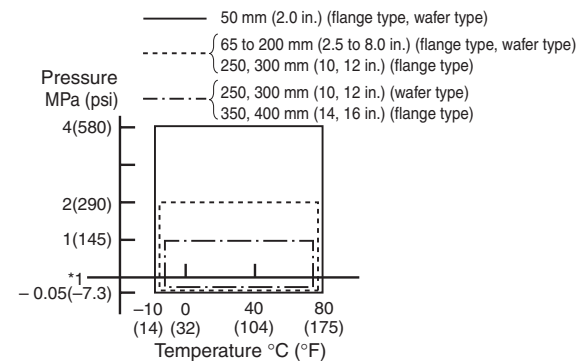 50 mm (2.0 in.) (flange type, wafer type)
65 to 200 mm (2.5 to 8.0 in.) (flange type, wafer type)
250, 300 mm (10, 12 in.) (flange type)
250, 300 mm (10, 12 in.) (wafer type)
350, 400 mm (14, 16 in.) (flange type)
Pressure
MPa (psi)
4(580)
2(290)
1(145)
*1
– 0.05(–7.3)
–10 0 40 80
(14) (32) (104) (175)
Temperature °C (°F)